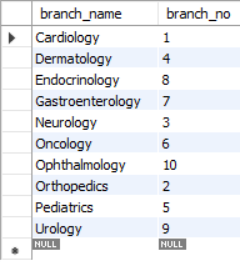 branch_name branch_no
Cardiology 1
Dermatology 4
Endocrinology 8
Gastroenterology 7
Neurology 3
Oncology 6
Ophthalmology 10
Orthopedics 2
Pediatrics 5
Urology 9
NULL NULL